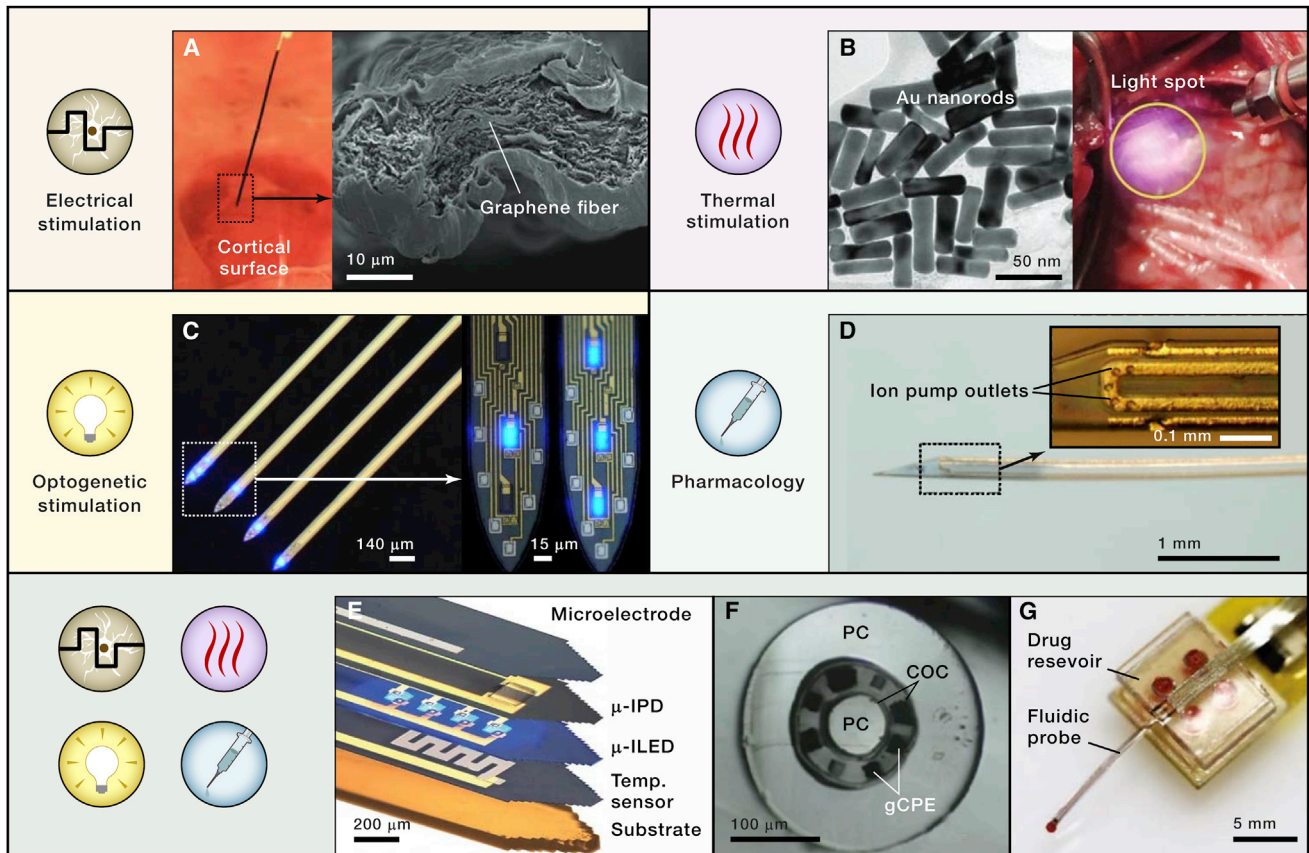 A
Electrical
stimulation
Cortical
surface
Graphene fiber
10 μm
B
Thermal
stimulation
Au nanorods
50 nm
Light spot
C
Optogenetic
stimulation
140 μm
15 μm
D
Pharmacology
Ion pump outlets
0.1 mm
1 mm
E
Microelectrode
μ-IPD
μ-ILED
Temp.
sensor
Substrate
200 μm
F
PC
COC
PC
gCPE
100 μm
G
Drug
resevoir
Fluidic
probe
5 mm